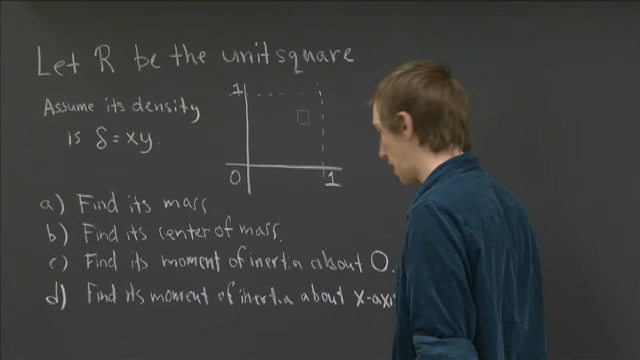 Let R be the unit square
Assume its density
is δ = xy.
1
0
1
a) Find its mass.
b) Find its center of mass.
c) Find its moment of inertia about O.
d) Find its moment of inertia about x-axi